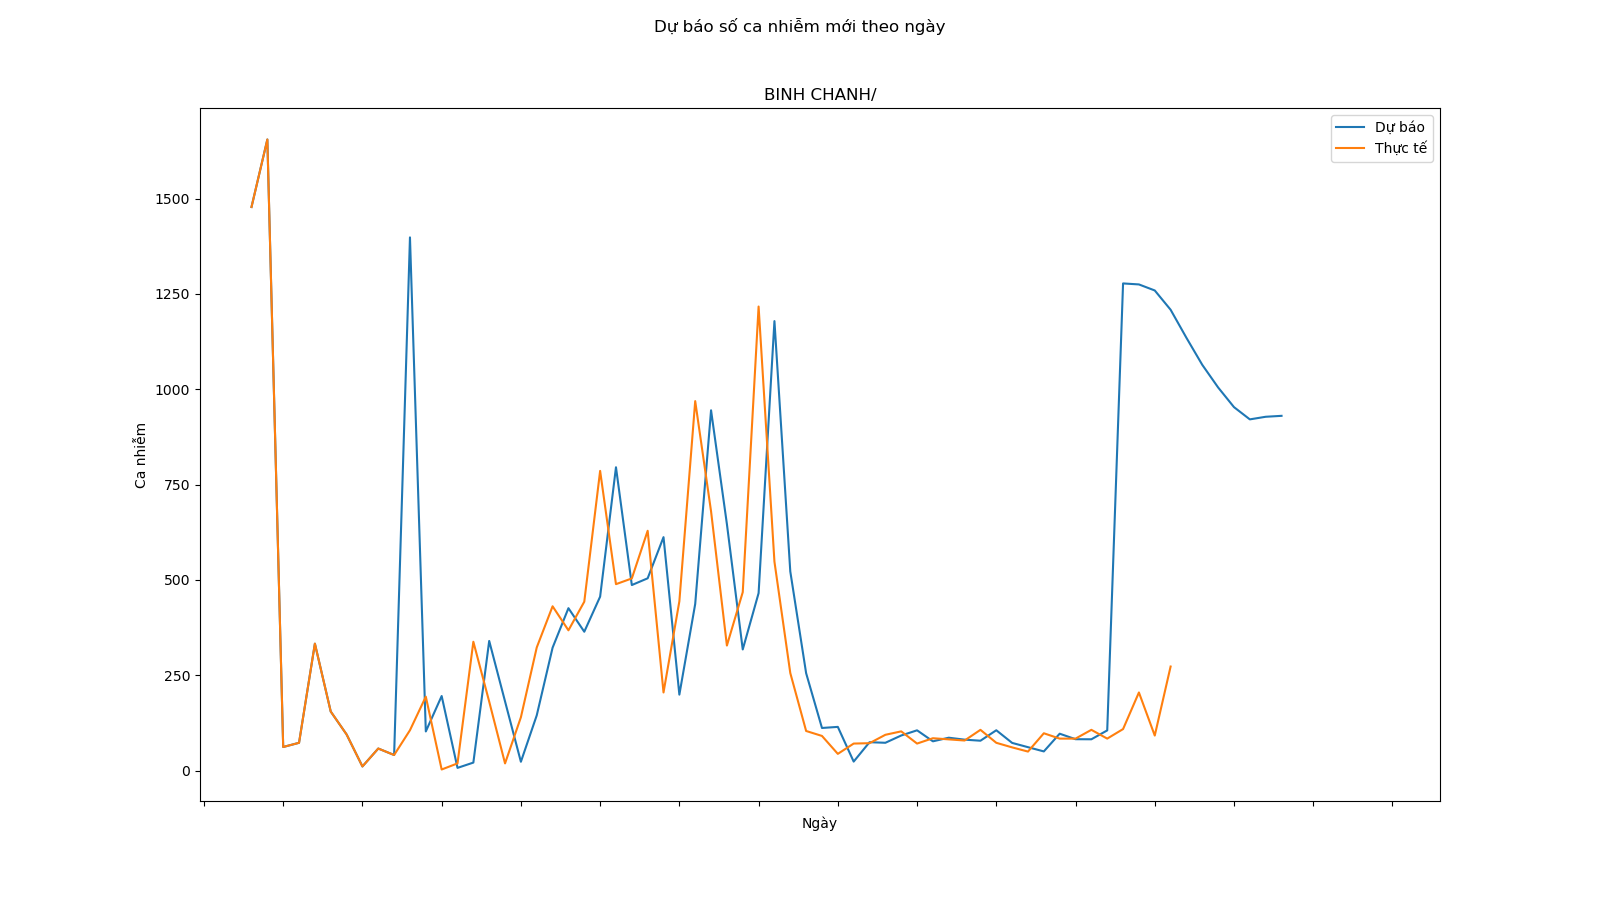 Dự báo số ca nhiễm mới theo ngày
BINH CHANH/
Dự báo
Thực tế
1500
1250
1000
750
500
250
0
Ca nhiễm
Ngày